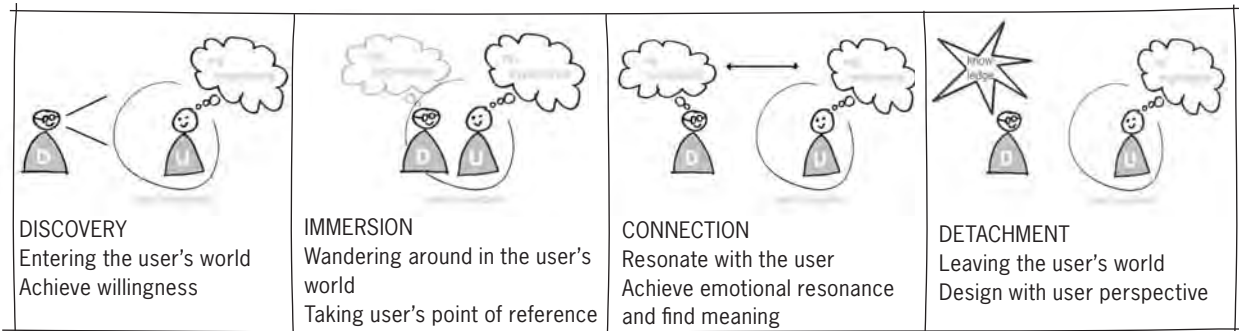 D
U
DISCOVERY
Entering the user's world
Achieve willingness
D
U
IMMERSION
Wandering around in the user's
world
Taking user's point of reference
D
U
CONNECTION
Resonate with the user
Achieve emotional resonance
and find meaning
know
ledge
D
U
DETACHMENT
Leaving the user's world
Design with user perspective